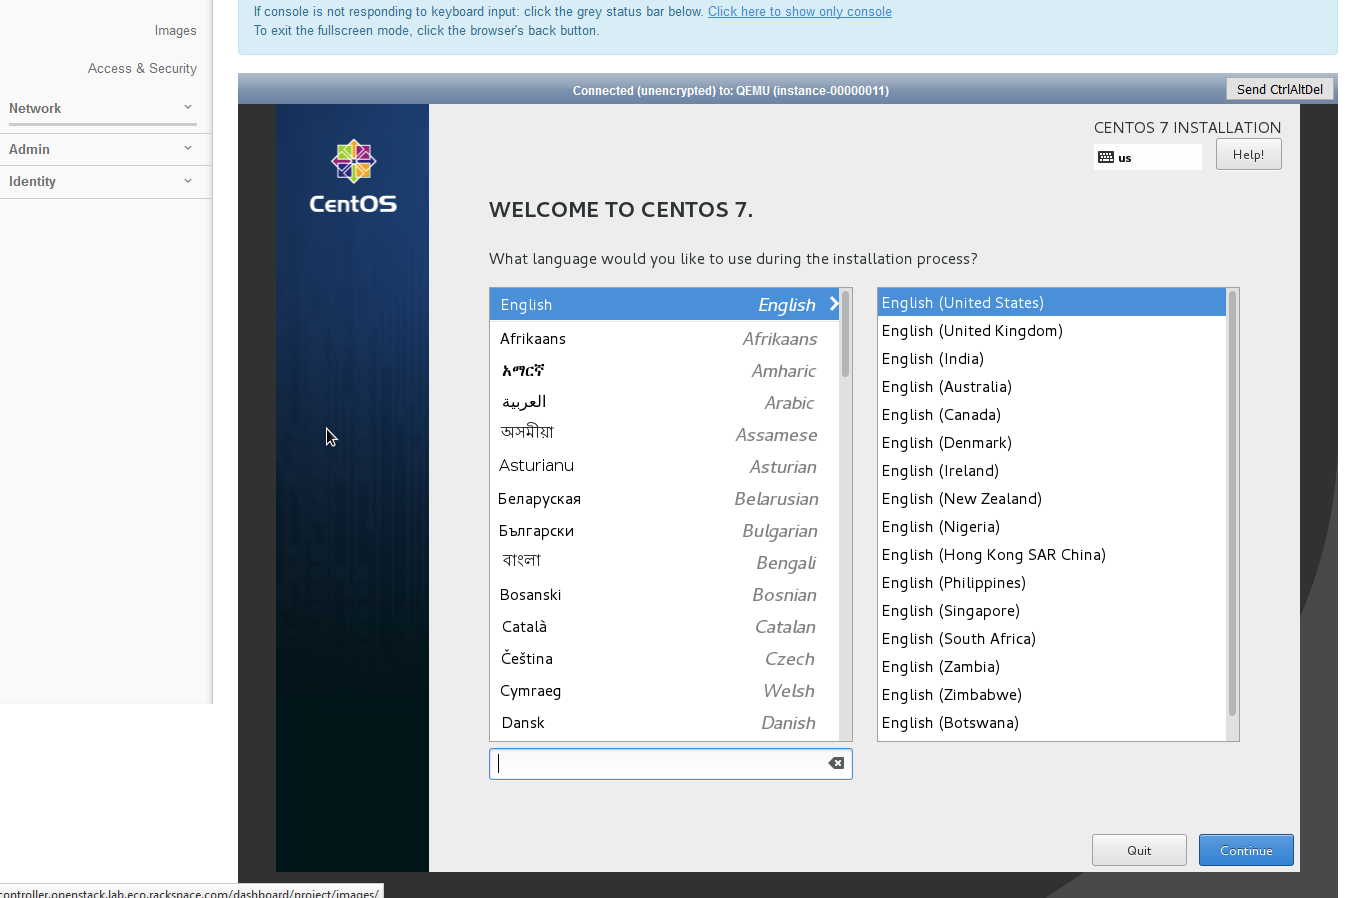 If console is not responding to keyboard input: click the grey status bar below. Click here to show only console
To exit the fullscreen mode, click the browser's back button.
Images
Access & Security
Network
Admin
Identity
Connected (unencrypted) to: QEMU (instance-00000011)
Send CtrlAltDel
CentOS
CENTOS 7 INSTALLATION
us
Help!
WELCOME TO CENTOS 7.
What language would you like to use during the installation process?
English English
Afrikaans Afrikaans
አማርኛ Amharic
العربية Arabic
অসমীয়া Assamese
Asturianu Asturian
Беларуская Belarusian
Български Bulgarian
বাংলা Bengali
Bosanski Bosnian
Català Catalan
Čeština Czech
Cymraeg Welsh
Dansk Danish
English (United States)
English (United Kingdom)
English (India)
English (Australia)
English (Canada)
English (Denmark)
English (Ireland)
English (New Zealand)
English (Nigeria)
English (Hong Kong SAR China)
English (Philippines)
English (Singapore)
English (South Africa)
English (Zambia)
English (Zimbabwe)
English (Botswana)
Quit
Continue
controller.openstack.lab.eco.rackspace.com/dashboard/project/images/